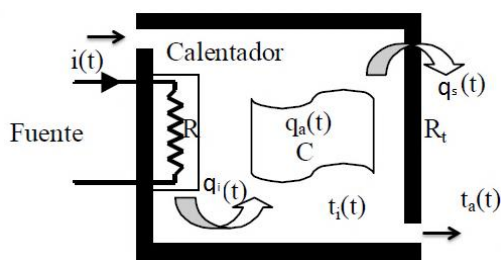 Calentador
i(t)
Fuente
R
qᵢ(t)
qₐ(t)
C
tᵢ(t)
qₛ(t)
Rₜ
tₐ(t)